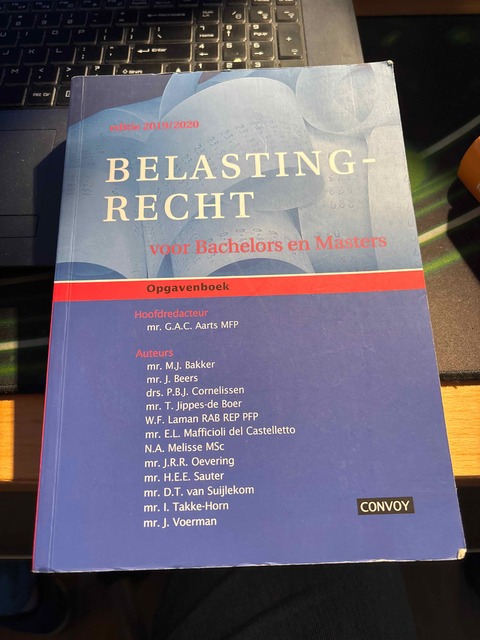 editie 2019/2020
BELASTING-
RECHT
voor Bachelors en Masters
Opgavenboek
Hoofdredacteur
mr. G.A.C. Aarts MFP
Auteurs
mr. M.J. Bakker
mr. J. Beers
drs. P.B.J. Cornelissen
mr. T. Jippes-de Boer
W.F. Laman RAB REP PFP
mr. E.L. Mafficioli del Castelletto
N.A. Melisse MSc
mr. J.R.R. Oevering
mr. H.E.E. Sauter
mr. D.T. van Suijlekom
mr. I. Takke-Horn
mr. J. Voerman
CONVOY